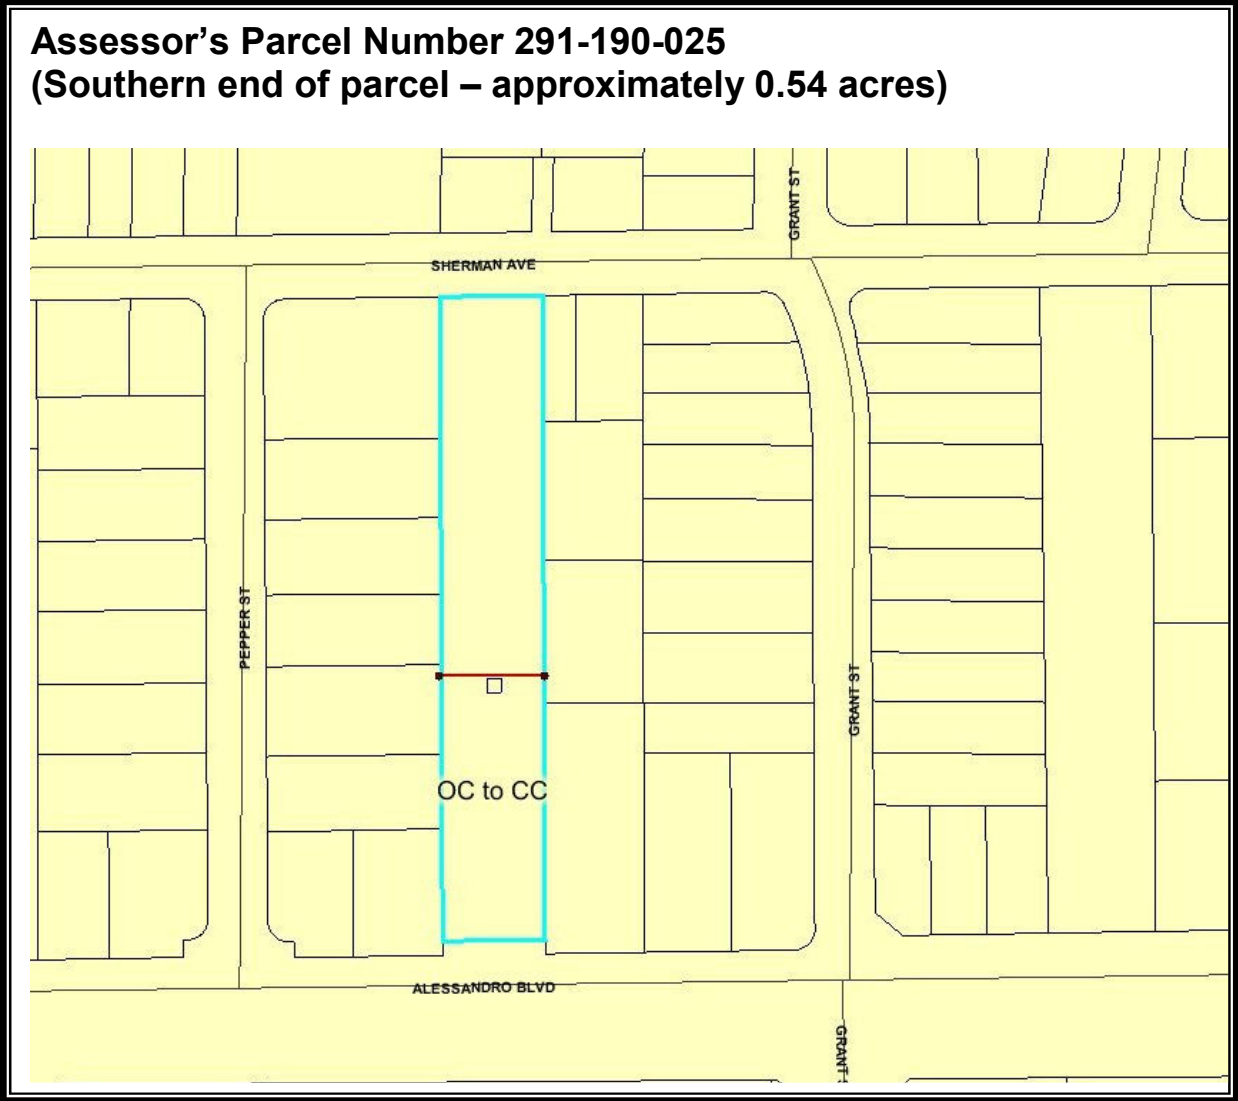 Assessor’s Parcel Number 291-190-025
(Southern end of parcel – approximately 0.54 acres)
GRANT ST
SHERMAN AVE
PEPPER ST
GRANT ST
OC to CC
ALESSANDRO BLVD
GRANT S